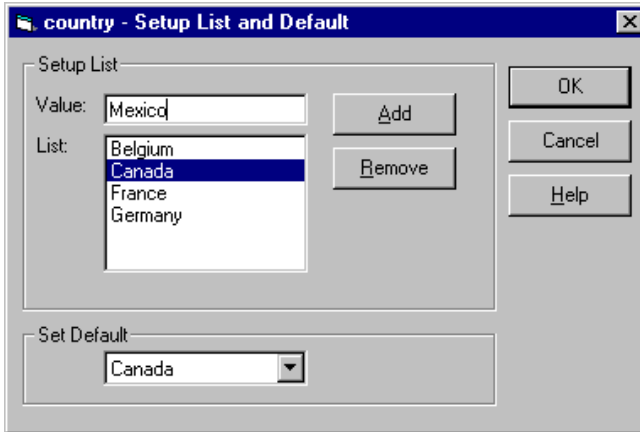 country - Setup List and Default
Setup List
Value: Mexico
Add
OK
List: Belgium
Canada
France
Germany
Remove
Cancel
Help
Set Default
Canada